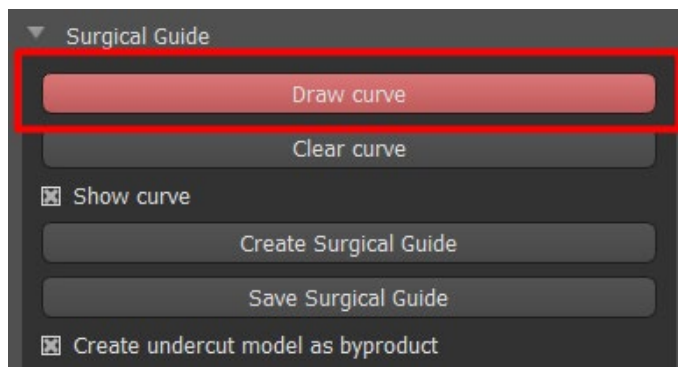 Surgical Guide
Draw curve
Clear curve
Show curve
Create Surgical Guide
Save Surgical Guide
Create undercut model as byproduct